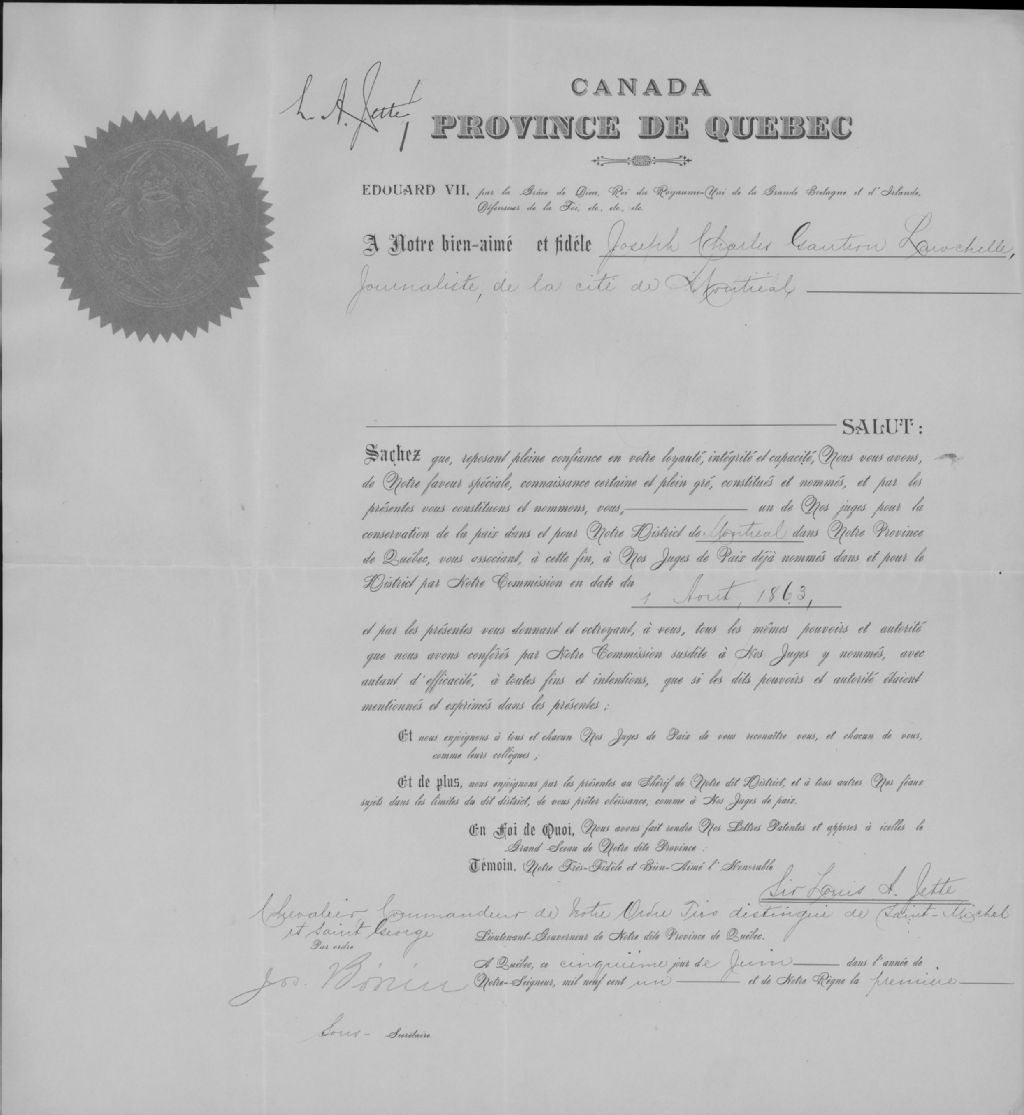 CANADA
L. A. Jetté
PROVINCE DE QUEBEC
EDOUARD VII, par la Grâce de Dieu, Roi du Royaume-Uni de la Grande Bretagne et d'Irlande,
Défenseur de la Foi, etc., etc., etc.
A Notre bien-aimé et fidèle Joseph Charles Gaution Larochelle,
Journaliste, de la cité de Montréal
SALUT:
Sachez que, reposant pleine confiance en votre loyauté, intégrité et capacité, Nous vous avons,
de Notre faveur spéciale, connaissance certaine et plein gré, constitués et nommés, et par les
présentes vous constituons et nommons, vous, un de Nos juges pour la
conservation de la paix dans et pour Notre District de Montréal dans Notre Province
de Québec, vous associant, à cette fin, à Nos Juges de Paix déjà nommés dans et pour le
District par Notre Commission en date du
1 Aout, 1863,
et par les présentes vous donnant et octroyant, à vous, tous les mêmes pouvoirs et autorité
que nous avons conférés par Notre Commission susdite à Nos Juges y nommés, avec
autant d'efficacité, à toutes fins et intentions, que si les dits pouvoirs et autorité étaient
mentionnés et exprimés dans les présentes;
Et nous enjoignons à tous et chacun Nos Juges de Paix de vous reconnaître vous, et chacun de vous,
comme leurs collègues;
Et de plus, nous enjoignons par les présentes au Shérif de Notre dit District, et à tous autres Nos féaux
sujets dans les limites du dit district, de vous prêter obéissance, comme à Nos Juges de paix.
En Foi de Quoi, Nous avons fait rendre Nos Lettres Patentes et apposer à icelles le
Grand Sceau de Notre dite Province:
Témoin, Notre Très-Fidèle et Bien-Aimé l'Honorable
Sir Louis A. Jetté
Chevalier Commandeur de Notre Ordre Très distingué de Saint-Michel
et Saint George
Lieutenant-Gouverneur de Notre dite Province de Québec.
Par ordre
A Québec, ce cinquième jour de Juin dans l'année de
Jos. Bónin
Notre-Seigneur, mil neuf cent un et de Notre Règne la première
Sous- Secrétaire